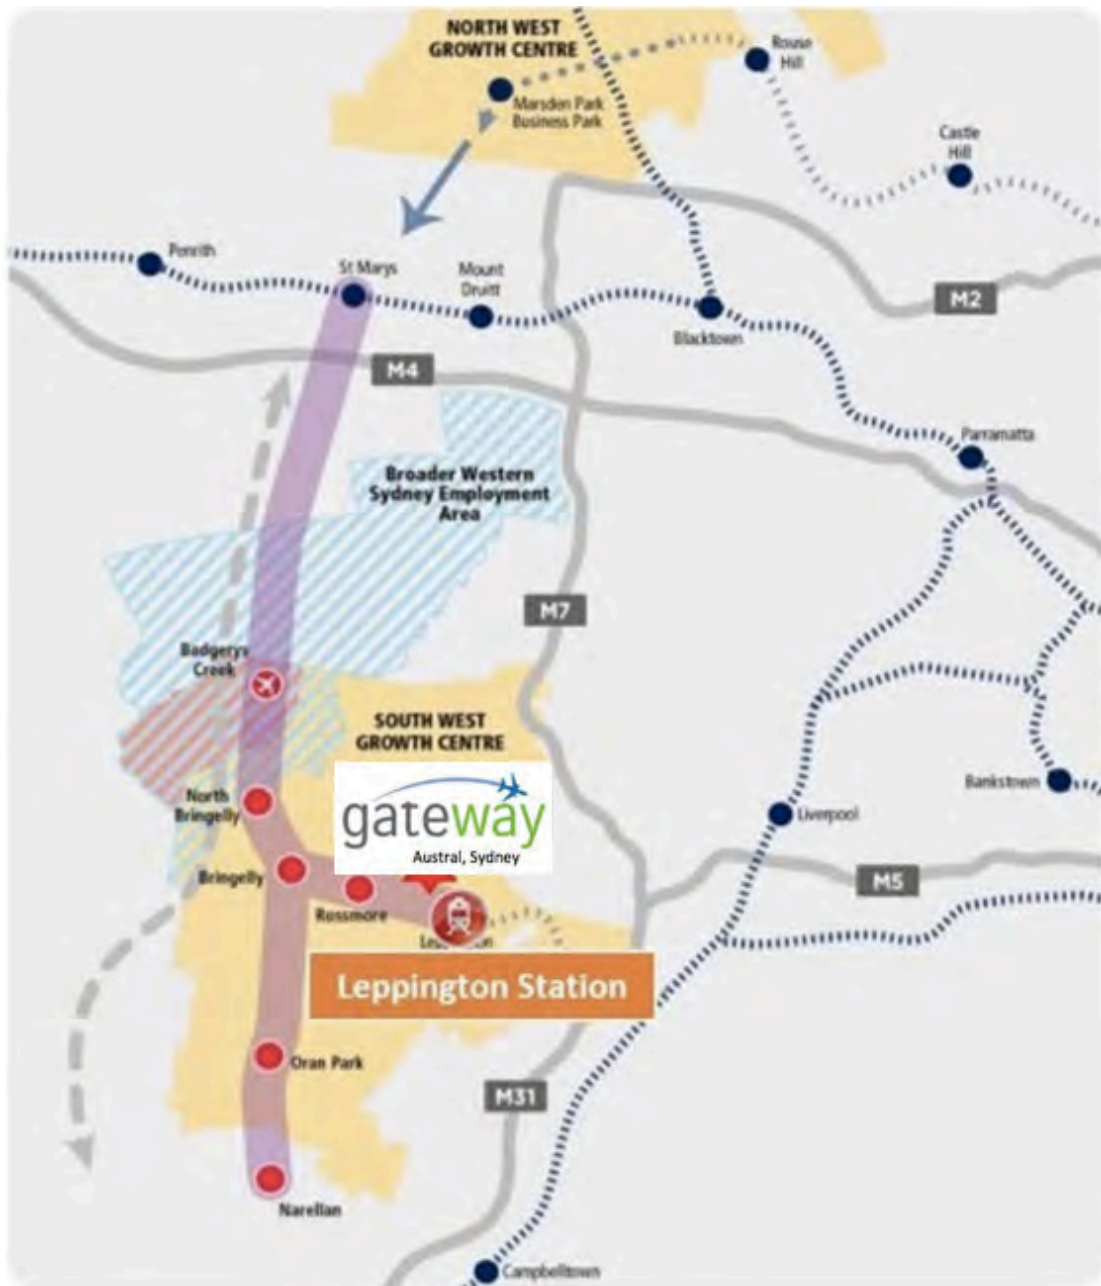 NORTH WEST
GROWTH CENTRE
Rouse
Hill
Marsden Park
Business Park
Castle
Hill
Penrith
St Marys
Mount
Druitt
M2
Blacktown
M4
Parramatta
Broader Western
Sydney Employment
Area
M7
Badgerys
Creek
SOUTH WEST
GROWTH CENTRE
North
Bringelly
gateway
Austral, Sydney
Bankstown
Liverpool
Bringelly
M5
Rossmore
Leppington Station
Oran Park
M31
Narellan
Campbelltown